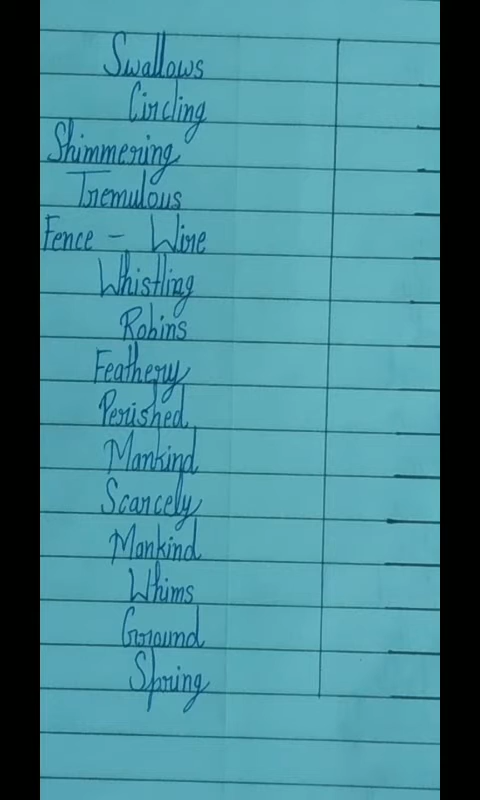 Swallows
Circling
Shimmering
Tremulous
Fence - Wire
Whistling
Robins
Feathery
Perished
Mankind
Scarcely
Mankind
Whims
Ground
Spring